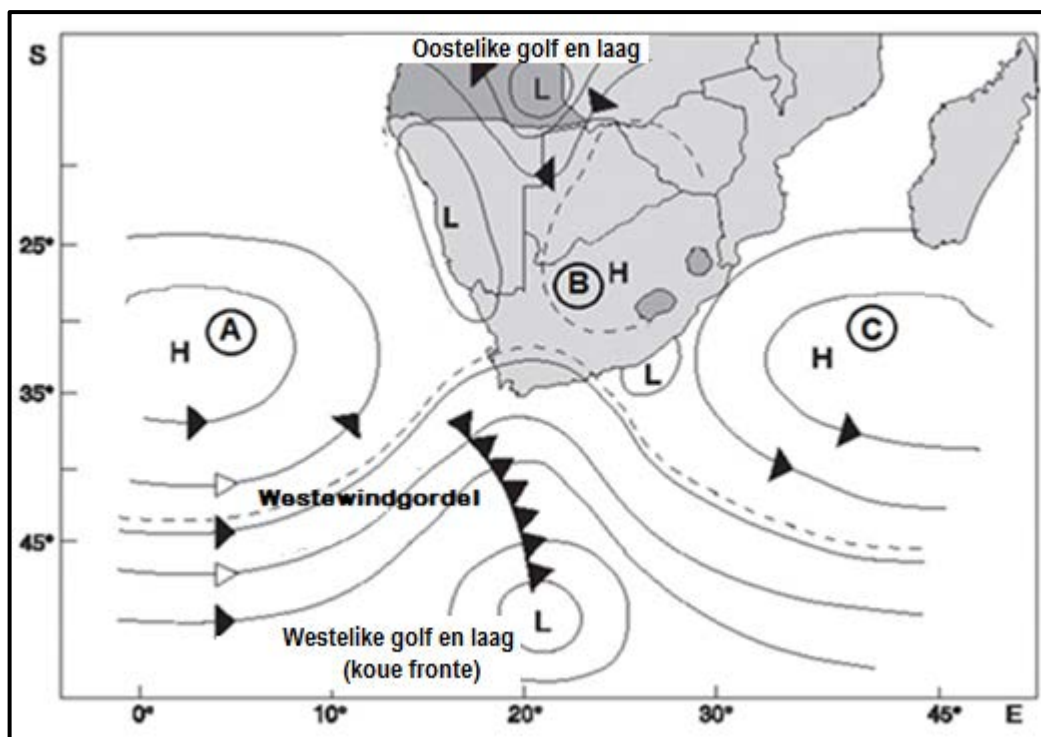 S
Oostelike golf en laag
L
L
25°
B H
A
H
C
H
L
35°
Westewindgordel
45°
L
Westelike golf en laag
(koue fronte)
0°
10°
20°
30°
45°
E